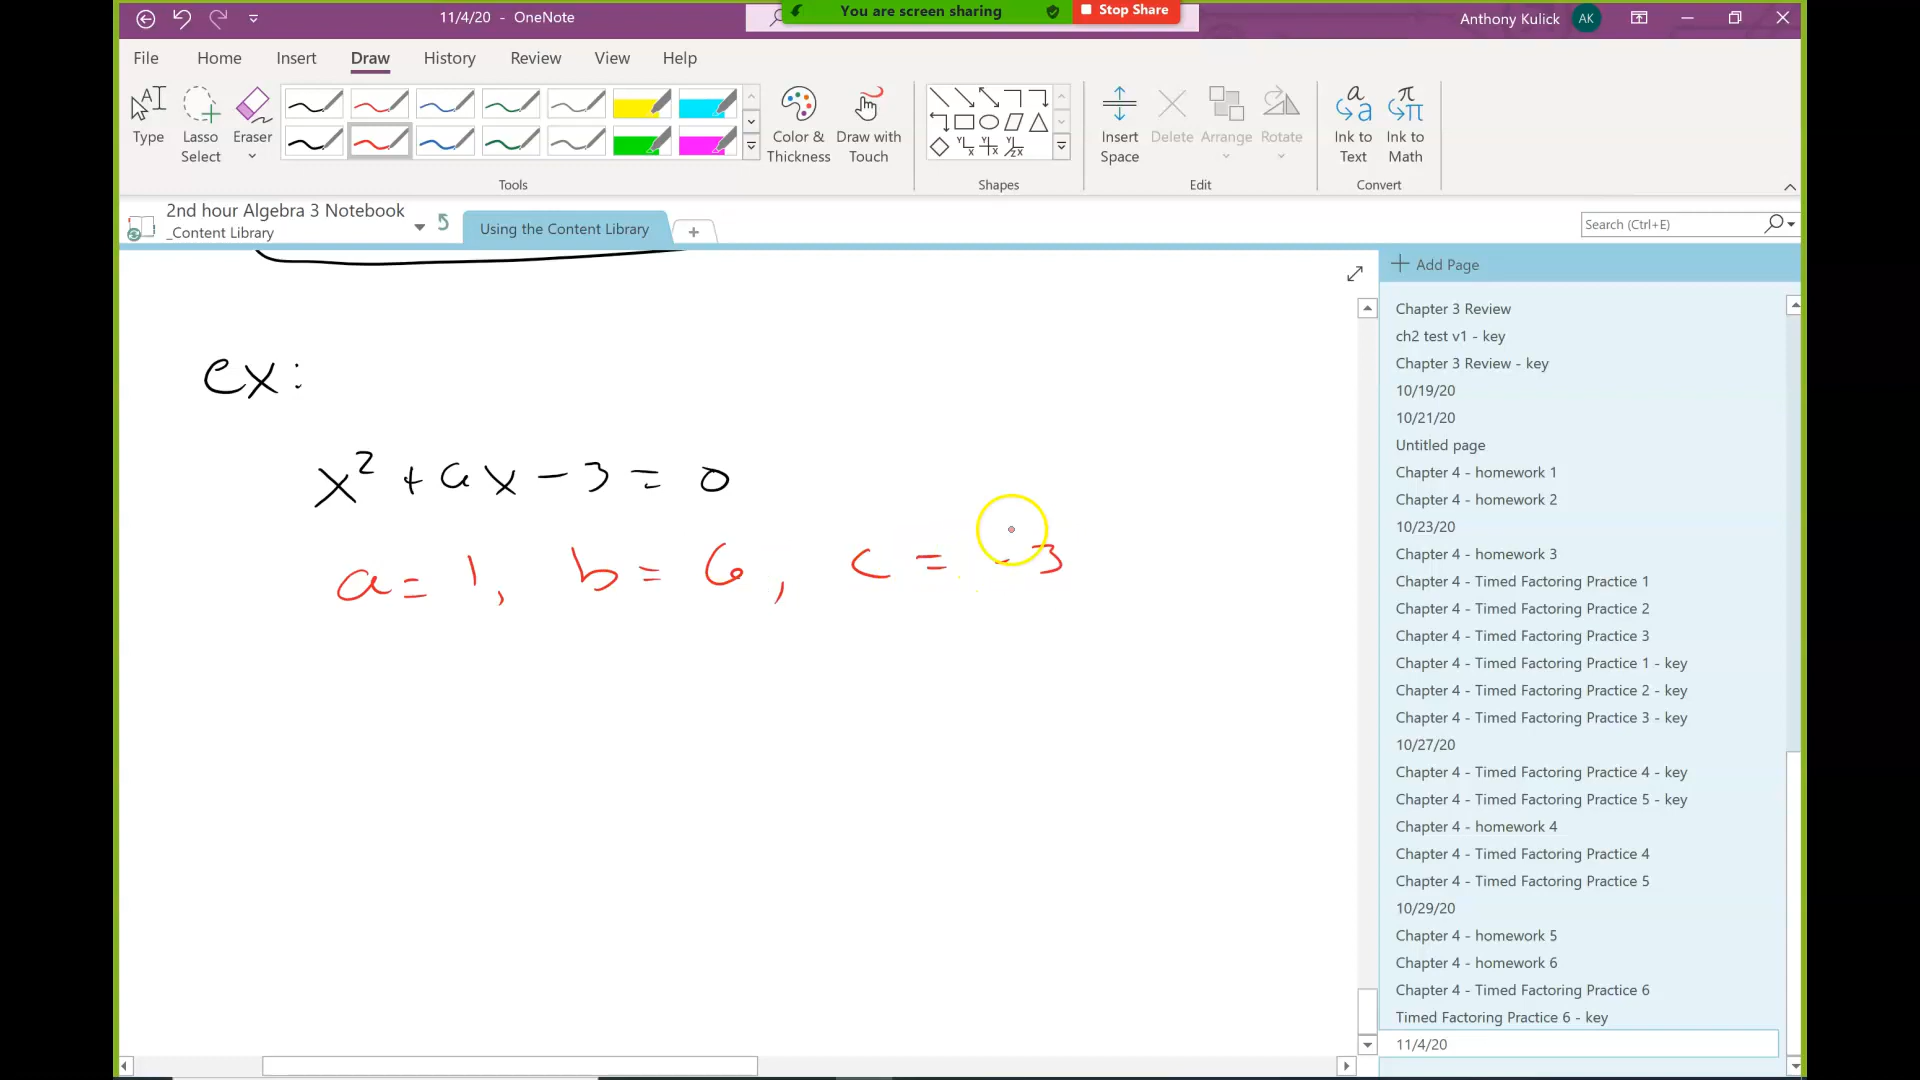 11/4/20 - OneNote
You are screen sharing
Stop Share
Anthony Kulick
AK
File Home Insert Draw History Review View Help
Type
Lasso Select
Eraser
Color & Thickness
Draw with Touch
Insert Space
Delete
Arrange
Rotate
Ink to Text
Ink to Math
Tools
Shapes
Edit
Convert
2nd hour Algebra 3 Notebook
_Content Library
Using the Content Library
Search (Ctrl+E)
ex:
x² + 6x - 3 = 0
a = 1, b = 6, c = -3
Add Page
Chapter 3 Review
ch2 test v1 - key
Chapter 3 Review - key
10/19/20
10/21/20
Untitled page
Chapter 4 - homework 1
Chapter 4 - homework 2
10/23/20
Chapter 4 - homework 3
Chapter 4 - Timed Factoring Practice 1
Chapter 4 - Timed Factoring Practice 2
Chapter 4 - Timed Factoring Practice 3
Chapter 4 - Timed Factoring Practice 1 - key
Chapter 4 - Timed Factoring Practice 2 - key
Chapter 4 - Timed Factoring Practice 3 - key
10/27/20
Chapter 4 - Timed Factoring Practice 4 - key
Chapter 4 - Timed Factoring Practice 5 - key
Chapter 4 - homework 4
Chapter 4 - Timed Factoring Practice 4
Chapter 4 - Timed Factoring Practice 5
10/29/20
Chapter 4 - homework 5
Chapter 4 - homework 6
Chapter 4 - Timed Factoring Practice 6
Timed Factoring Practice 6 - key
11/4/20